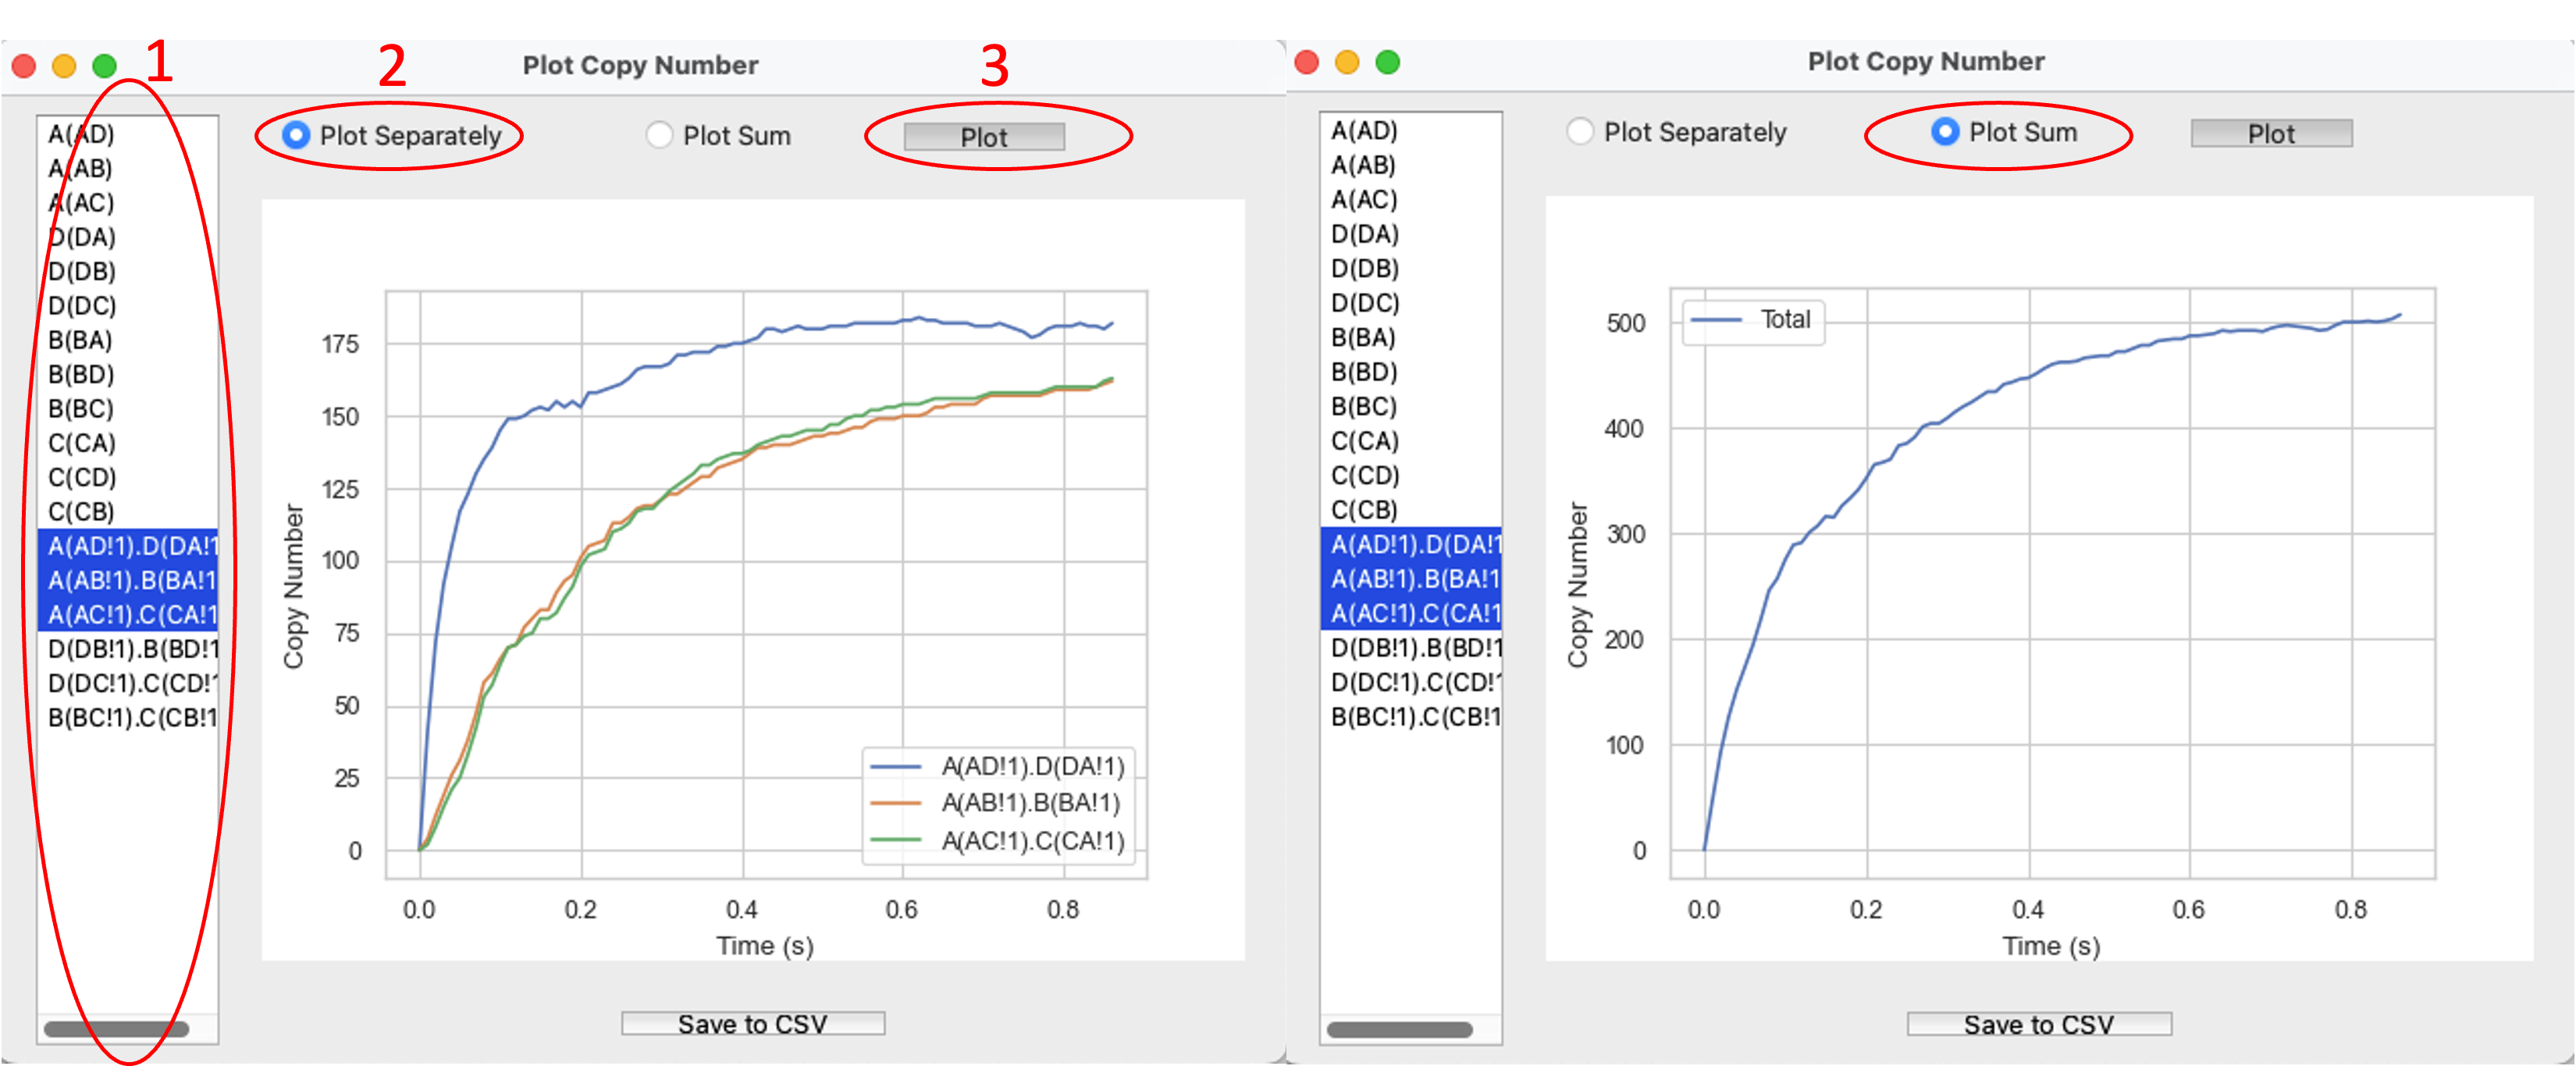 1
2
3
Plot Copy Number
Plot Separately
Plot Sum
Plot
A(AD)
A(AB)
A(AC)
D(DA)
D(DB)
D(DC)
B(BA)
B(BD)
B(BC)
C(CA)
C(CD)
C(CB)
A(AD!1).D(DA!1
A(AB!1).B(BA!1
A(AC!1).C(CA!1
D(DB!1).B(BD!1
D(DC!1).C(CD!1
B(BC!1).C(CB!1
Copy Number
175
150
125
100
75
50
25
0
A(AD!1).D(DA!1)
A(AB!1).B(BA!1)
A(AC!1).C(CA!1)
0.0 0.2 0.4 0.6 0.8
Time (s)
Save to CSV
Plot Copy Number
Plot Separately
Plot Sum
Plot
A(AD)
A(AB)
A(AC)
D(DA)
D(DB)
D(DC)
B(BA)
B(BD)
B(BC)
C(CA)
C(CD)
C(CB)
A(AD!1).D(DA!1
A(AB!1).B(BA!1
A(AC!1).C(CA!1
D(DB!1).B(BD!1
D(DC!1).C(CD!1
B(BC!1).C(CB!1
Copy Number
Total
500
400
300
200
100
0
0.0 0.2 0.4 0.6 0.8
Time (s)
Save to CSV